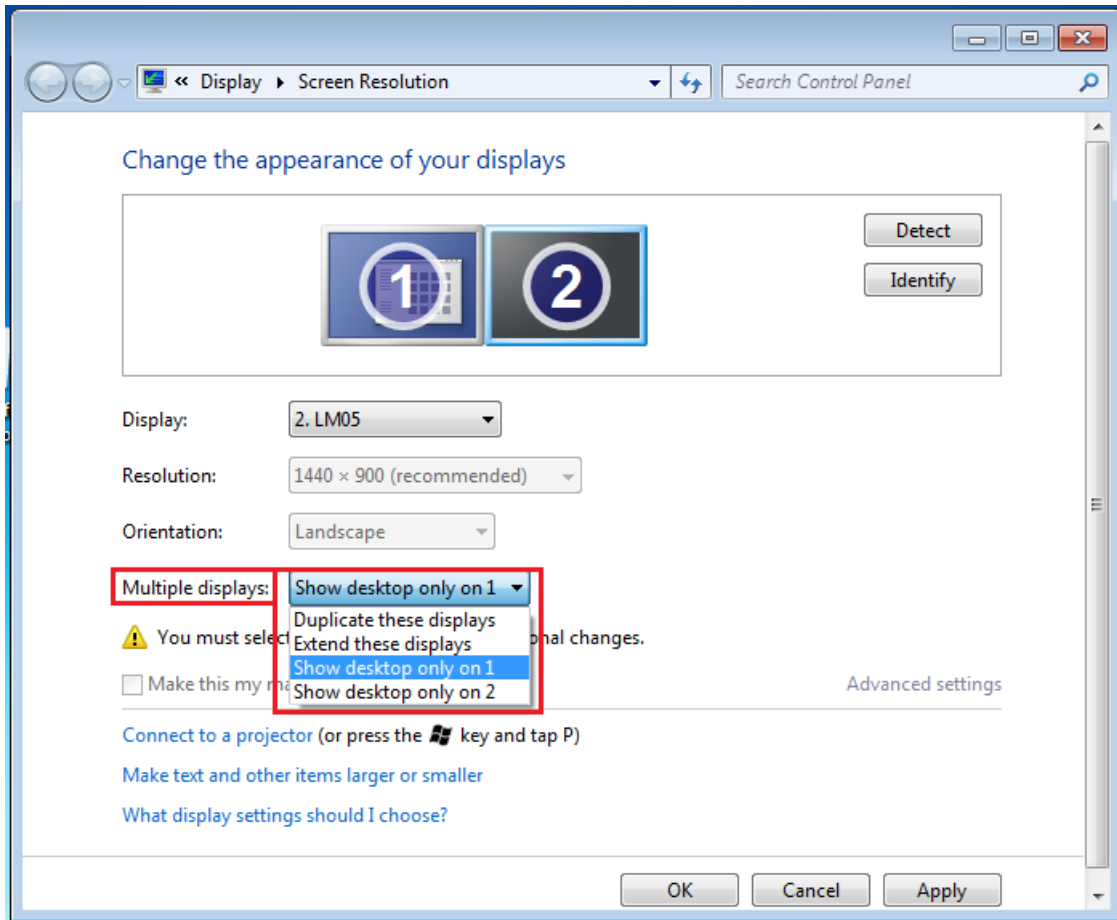 « Display Screen Resolution
Search Control Panel
Change the appearance of your displays
1 2
Detect
Identify
Display: 2. LM05
Resolution: 1440 × 900 (recommended)
Orientation: Landscape
Multiple displays: Show desktop only on 1
Duplicate these displays
You must select onal changes.
Extend these displays
Show desktop only on 1
Make this my ma Advanced settings
Show desktop only on 2
Connect to a projector (or press the key and tap P)
Make text and other items larger or smaller
What display settings should I choose?
OK Cancel Apply